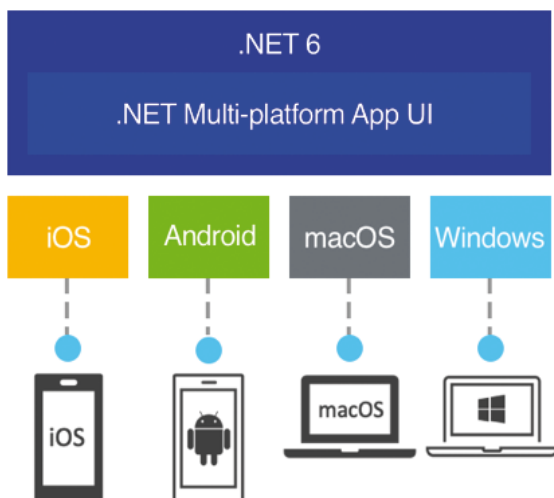 .NET 6
.NET Multi-platform App UI
iOS
Android
macOS
Windows
iOS
macOS